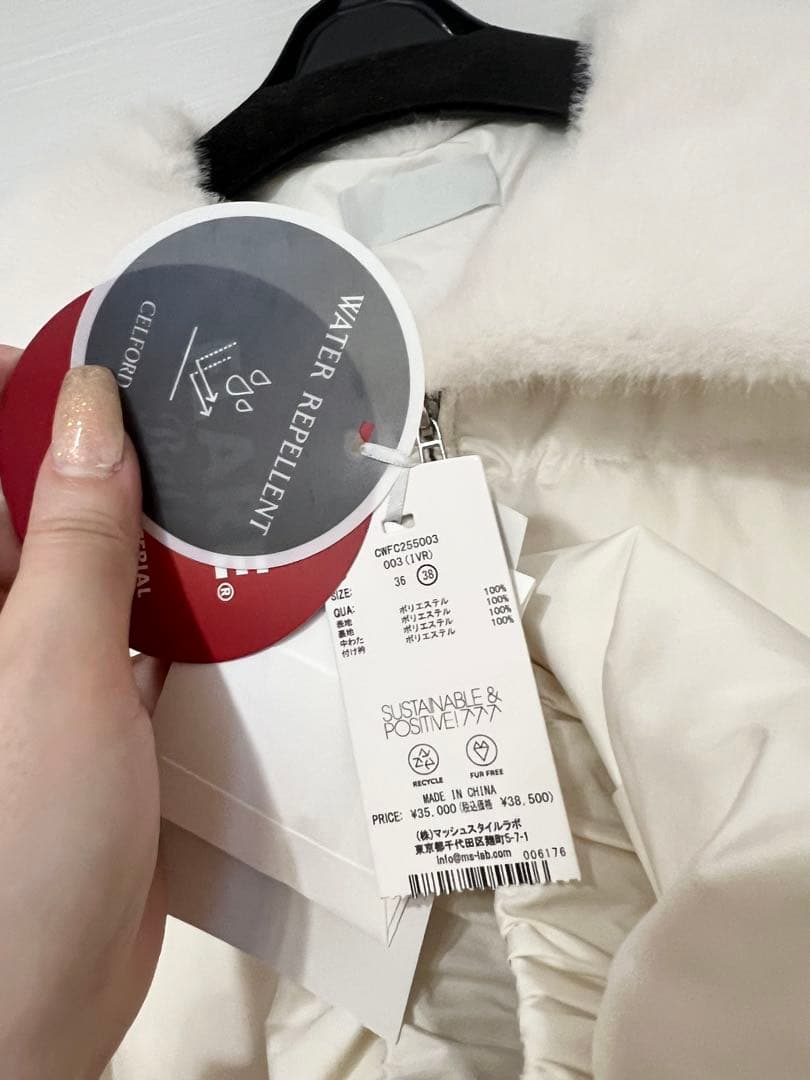 WATER REPELLENT
CELFORD
CWFC255003
003(IVR)
SIZE: 36 38
QUA:
表地 ポリエステル 100%
裏地 ポリエステル 100%
中わた ポリエステル 100%
付け衿 ポリエステル 100%
SUSTAINABLE &
POSITIVE!
RECYCLE
FUR FREE
MADE IN CHINA
PRICE: ¥35,000(税込価格 ¥38,500)
(株)マッシュスタイルラボ
東京都千代田区麹町5-7-1
info@ms-lab.com 006176